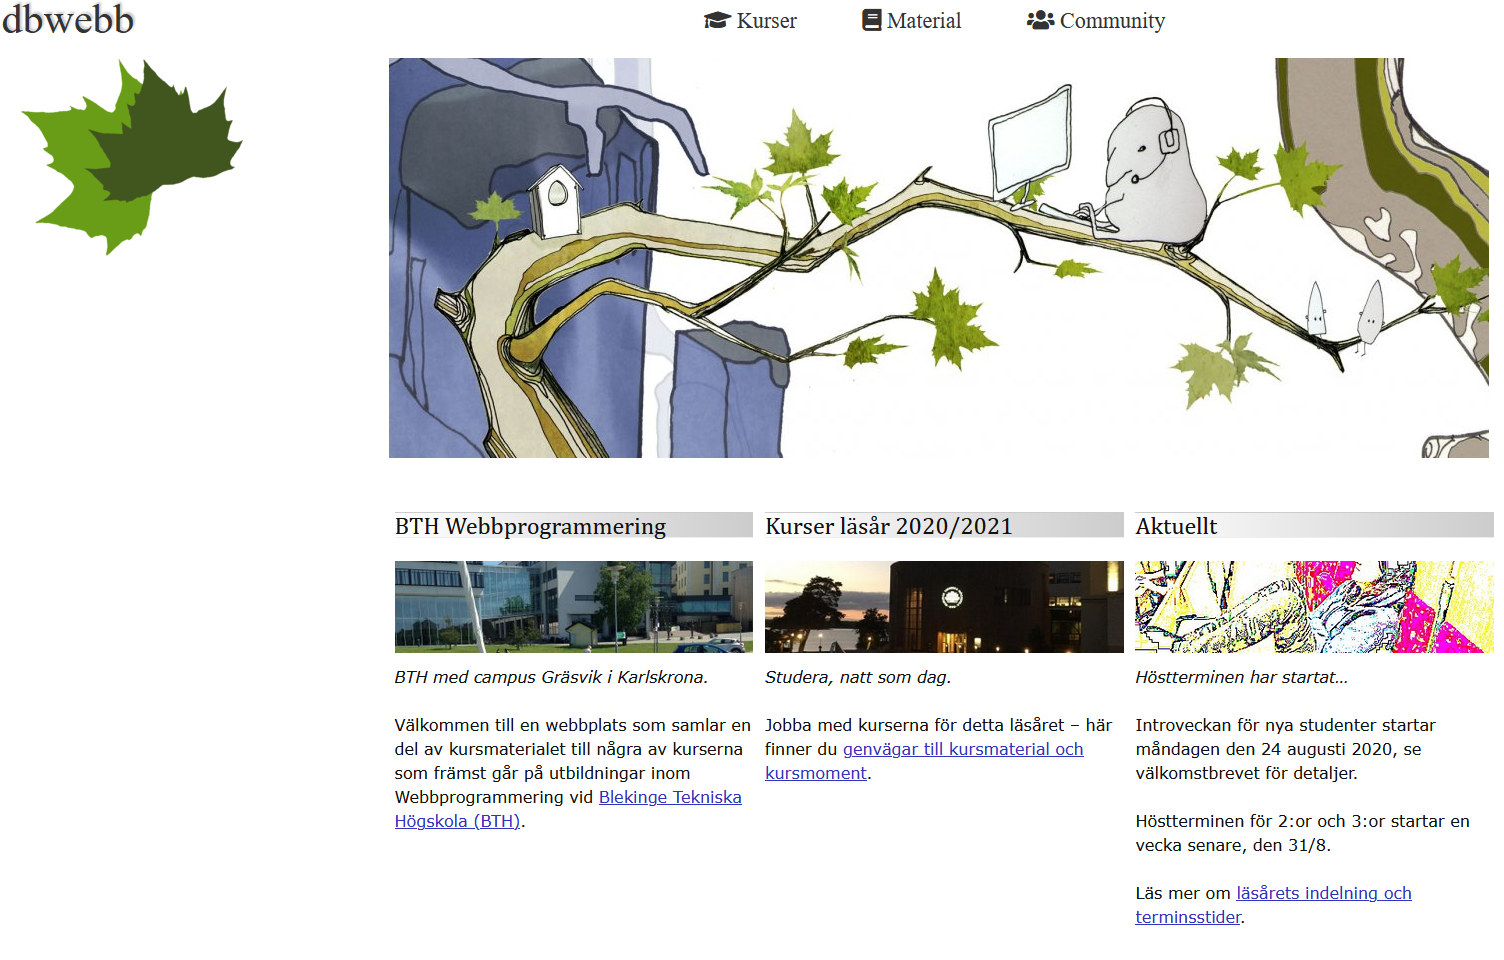 dbwebb
Kurser
Material
Community
BTH Webbprogrammering
BTH med campus Gräsvik i Karlskrona.
Välkommen till en webbplats som samlar en
del av kursmaterialet till några av kurserna
som främst går på utbildningar inom
Webbprogrammering vid Blekinge Tekniska
Högskola (BTH).
Kurser läsår 2020/2021
Studera, natt som dag.
Jobba med kurserna för detta läsåret – här
finner du genvägar till kursmaterial och
kursmoment.
Aktuellt
Höstterminen har startat...
Introveckan för nya studenter startar
måndagen den 24 augusti 2020, se
välkomstbrevet för detaljer.
Höstterminen för 2:or och 3:or startar en
vecka senare, den 31/8.
Läs mer om läsårets indelning och
terminsstider.